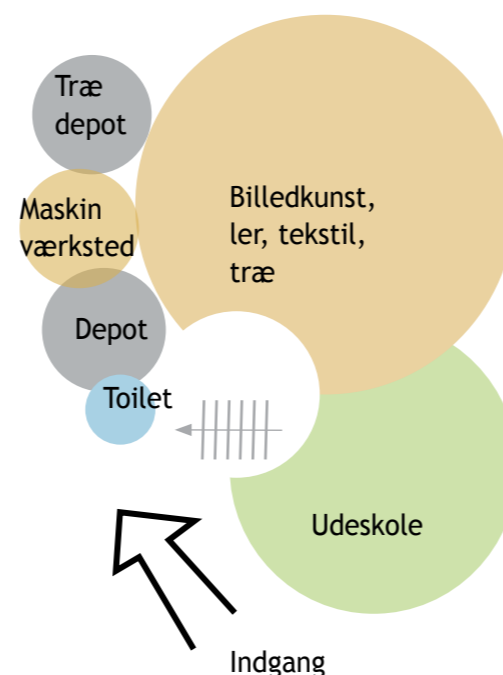 Træ
depot
Maskin
værksted
Depot
Toilet
Billedkunst,
ler, tekstil,
træ
Udeskole
Indgang